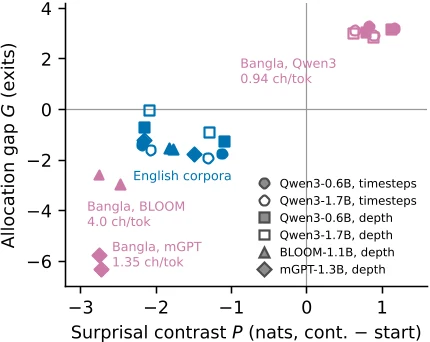 4
2
0
−2
−4
−6
Allocation gap G (exits)
Bangla, Qwen3
0.94 ch/tok
English corpora
Bangla, BLOOM
4.0 ch/tok
Bangla, mGPT
1.35 ch/tok
Qwen3-0.6B, timesteps
Qwen3-1.7B, timesteps
Qwen3-0.6B, depth
Qwen3-1.7B, depth
BLOOM-1.1B, depth
mGPT-1.3B, depth
−3 −2 −1 0 1
Surprisal contrast P (nats, cont. − start)